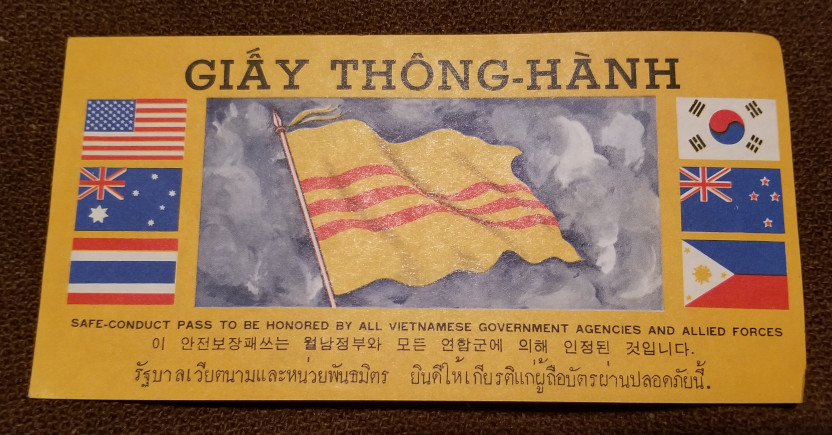 GIẤY THÔNG-HÀNH
SAFE-CONDUCT PASS TO BE HONORED BY ALL VIETNAMESE GOVERNMENT AGENCIES AND ALLIED FORCES
이 안전보장패쓰는 월남정부와 모든 연합군에 의해 인정된 것입니다.
รัฐบาลเวียตนามและหน่วยพันธมิตร ยินดีให้เกียรติแก่ผู้ถือบัตรผ่านปลอดภัยนี้.